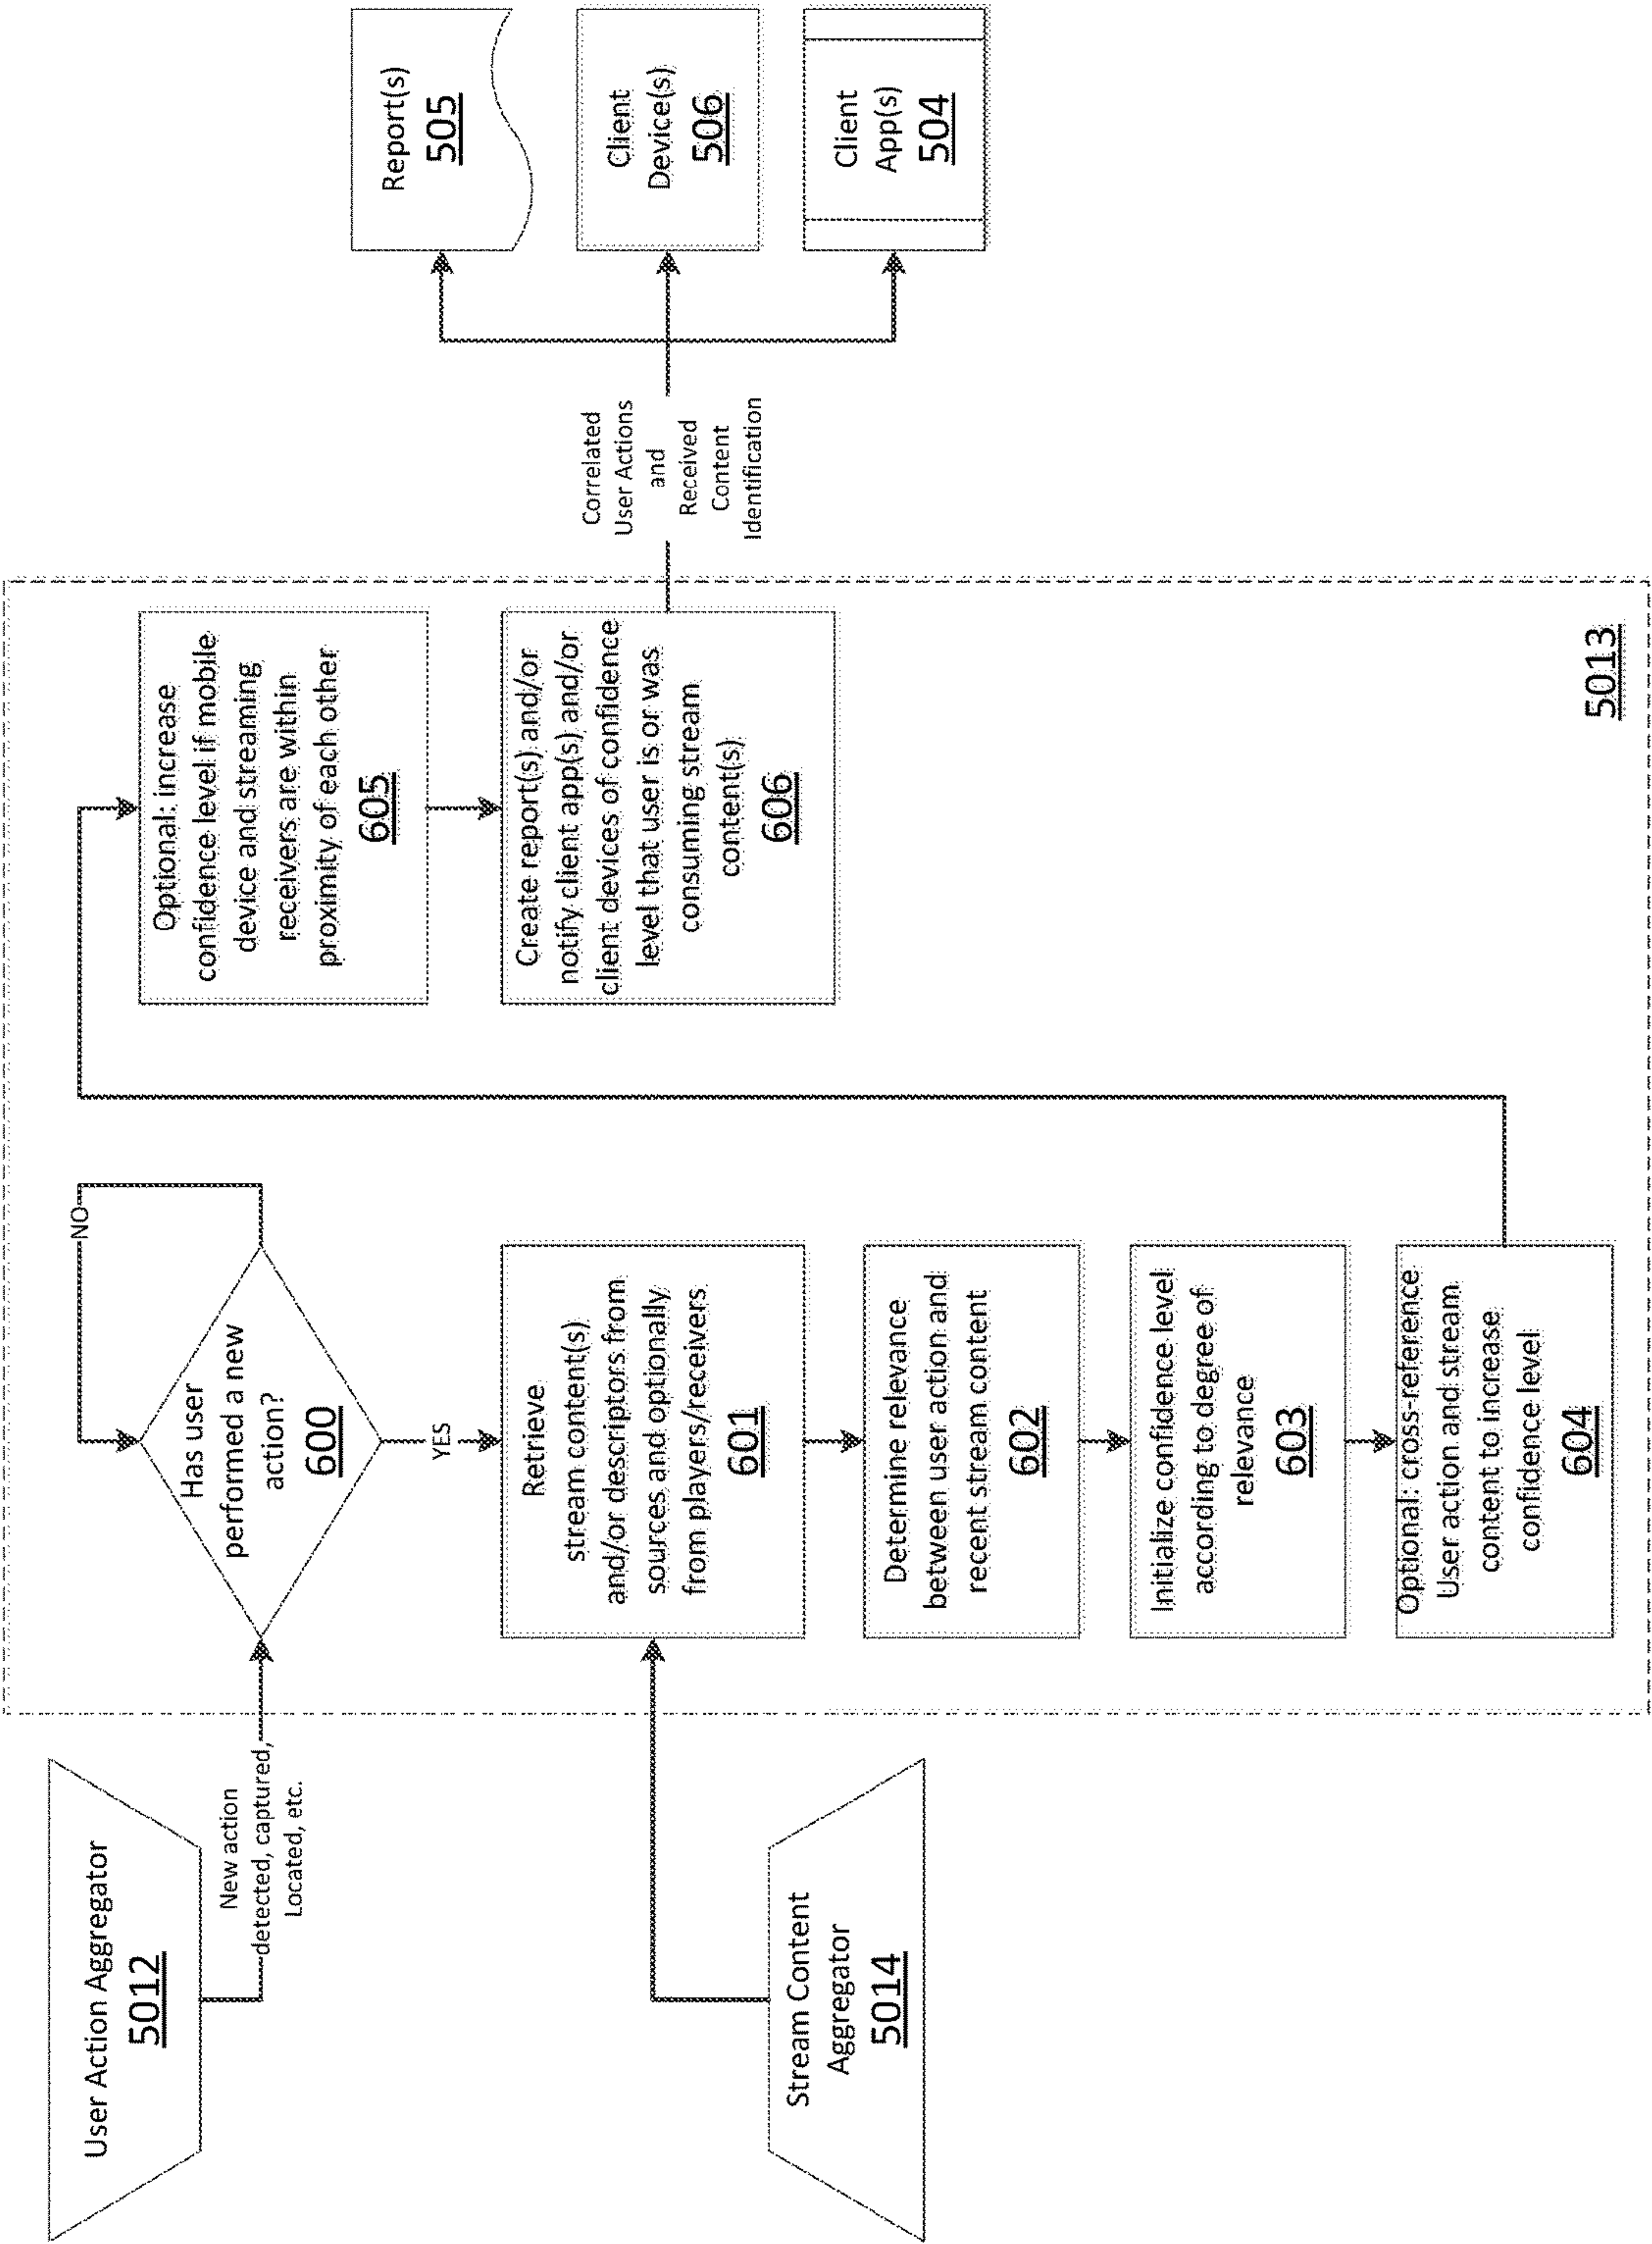 User Action Aggregator
5012
New action
detected, captured,
Located, etc.
Stream Content
Aggregator
5014
Has user
performed a new
action?
600
NO
YES
Retrieve
stream content(s)
and/or descriptors from
sources and optionally
from players/receivers
601
Determine relevance
between user action and
recent stream content
602
Initialize confidence level
according to degree of
relevance
603
Optional: cross-reference
User action and stream
content to increase
confidence level
604
Optional: increase
confidence level if mobile
device and streaming
receivers are within
proximity of each other
605
Create report(s) and/or
notify client app(s) and/or
client devices of confidence
level that user is or was
consuming stream
content(s)
606
5013
Correlated
User Actions
and
Received
Content
Identification
Report(s)
505
Client
Device(s)
506
Client
App(s)
504